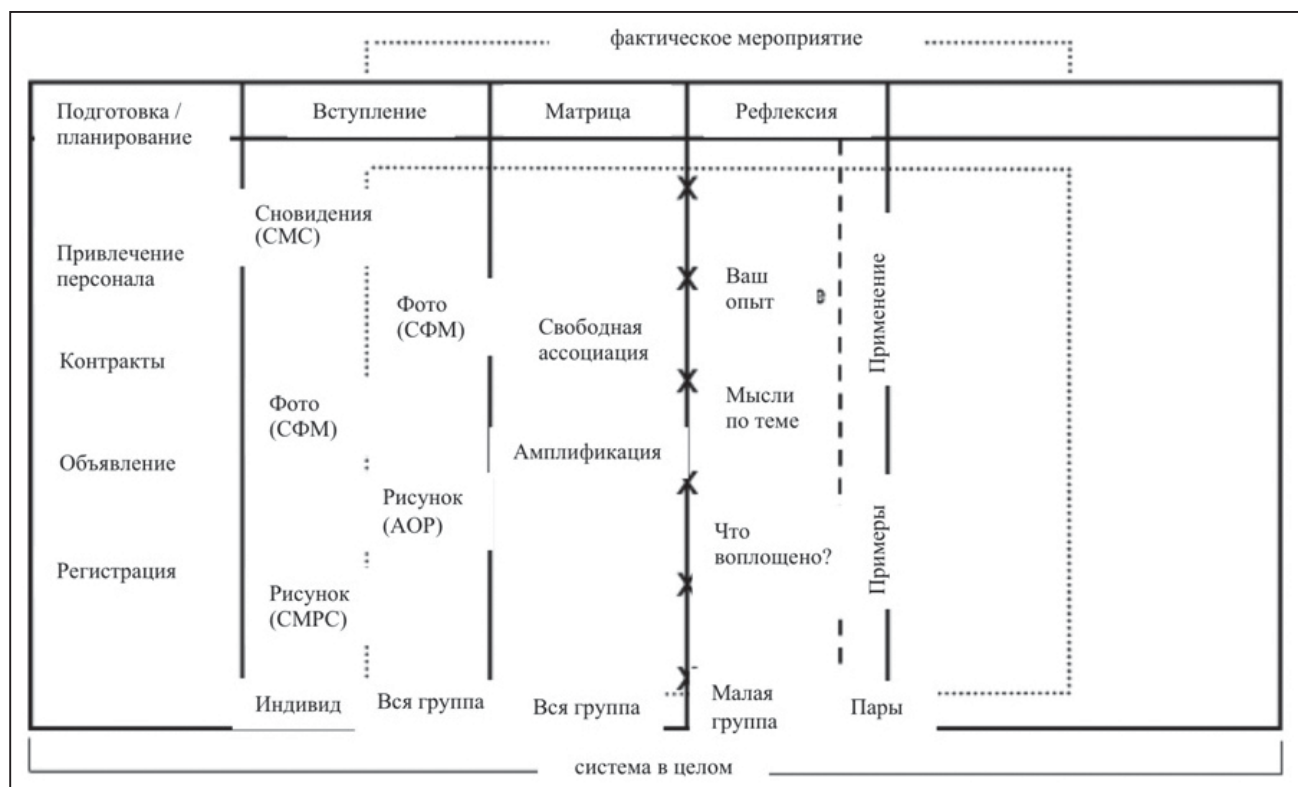 фактическое мероприятие
Подготовка /
планирование
Вступление
Матрица
Рефлексия
Привлечение
персонала
Контракты
Объявление
Регистрация
Сновидения
(СМС)
Фото
(СФМ)
Рисунок
(СМРС)
Индивид
Фото
(СФМ)
Рисунок
(АОР)
Вся группа
Свободная
ассоциация
Амплификация
Вся группа
Ваш
опыт
Мысли
по теме
Что
воплощено?
Малая
группа
Применение
Примеры
Пары
система в целом